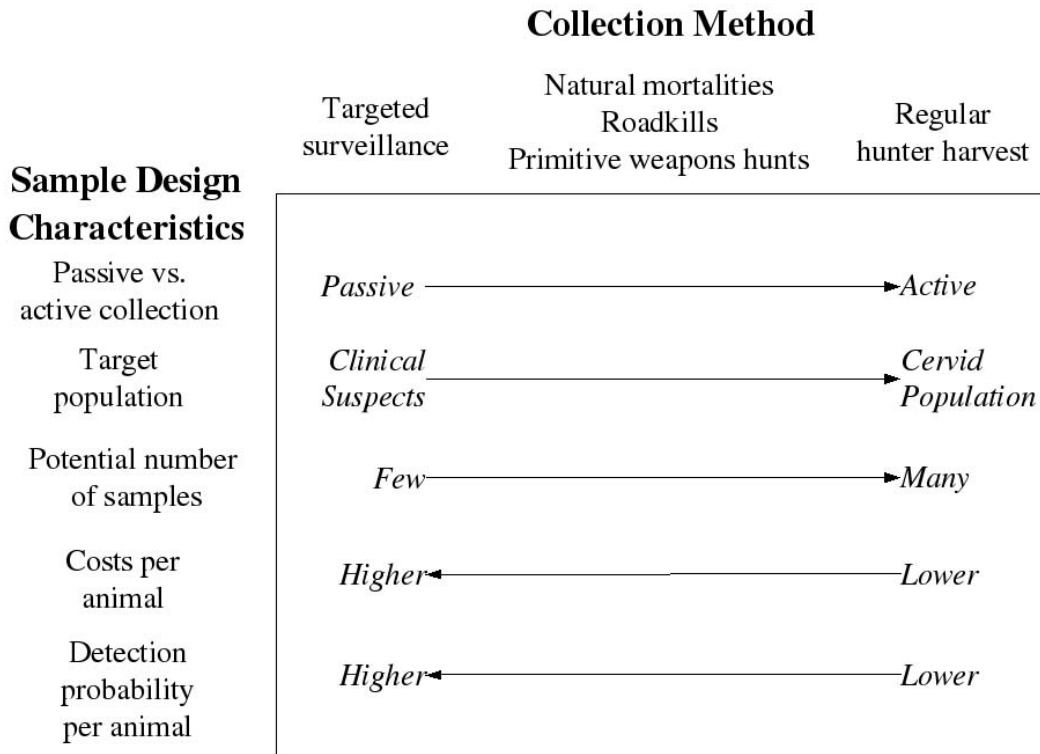 Collection Method
Targeted
surveillance
Natural mortalities
Roadkills
Primitive weapons hunts
Regular
hunter harvest
Sample Design
Characteristics
Passive vs.
active collection
Passive
Active
Target
population
Clinical
Suspects
Cervid
Population
Potential number
of samples
Few
Many
Costs per
animal
Higher
Lower
Detection
probability
per animal
Higher
Lower